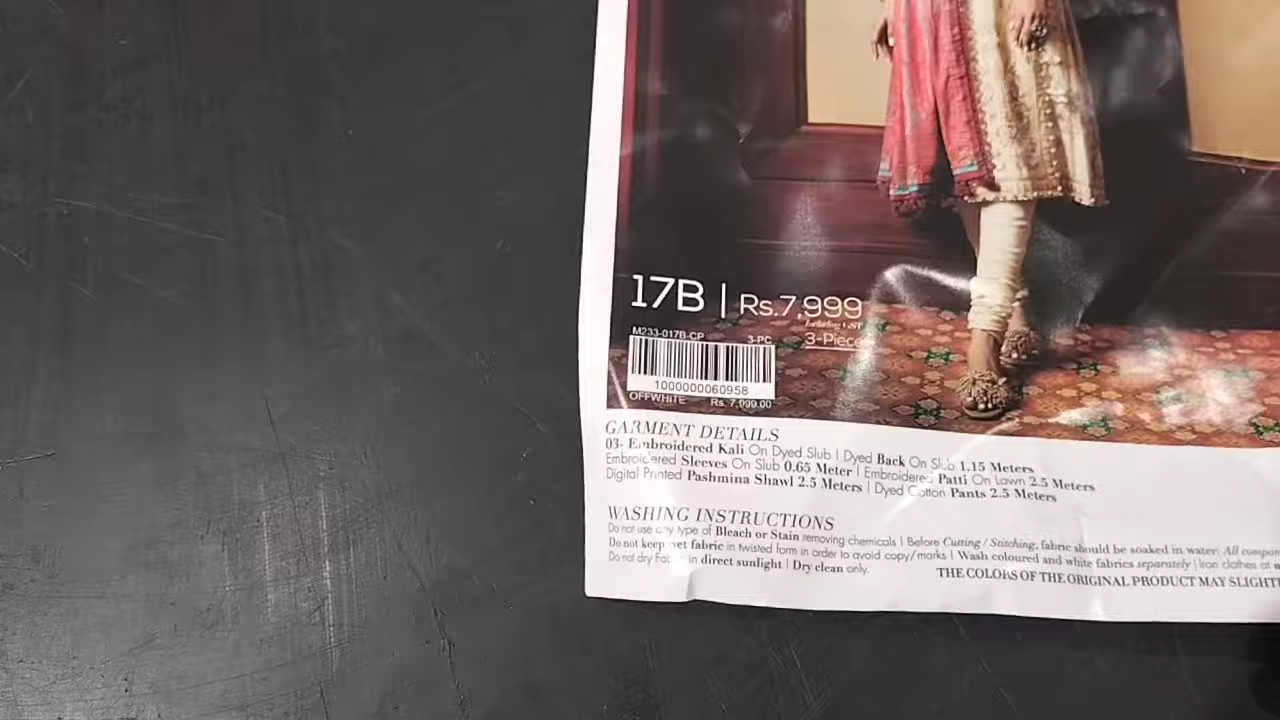 17B | Rs.7,999
Including GST
M233-017B-CP 3-PC 3-Piece
1000000060958
OFFWHITE Rs. 7,999.00
GARMENT DETAILS
03- Embroidered Kali On Dyed Slub | Dyed Back On Slub 1.15 Meters
Embroidered Sleeves On Slub 0.65 Meter | Embroidered Patti On Lawn 2.5 Meters
Digital Printed Pashmina Shawl 2.5 Meters | Dyed Cotton Pants 2.5 Meters
WASHING INSTRUCTIONS
Do not use any type of Bleach or Stain removing chemicals | Before Cutting / Stitching, fabric should be soaked in water. All
Do not keep wet fabric in twisted form in order to avoid copy/marks | Wash coloured and white fabrics separately | Iron clothes at
Do not dry Fabric in direct sunlight | Dry clean only.
THE COLORS OF THE ORIGINAL PRODUCT MAY SLIGHT